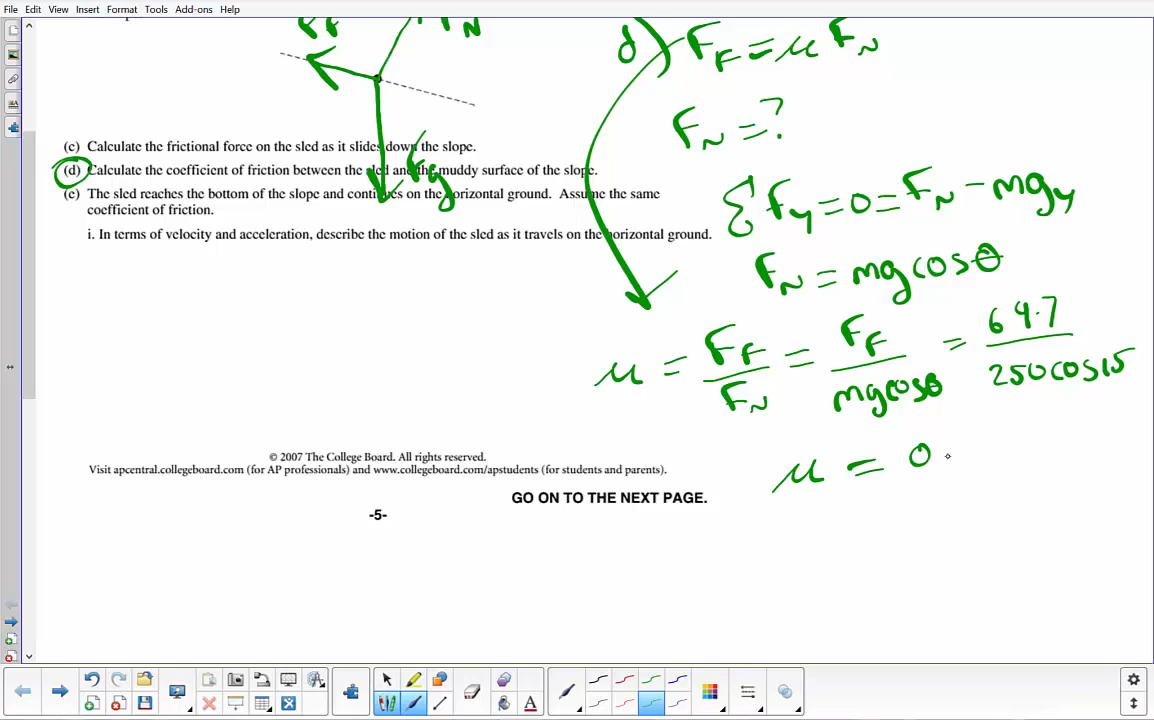 File Edit View Insert Format Tools Add-ons Help
F_N
d) F_F = μ F_N
F_N = ?
(c) Calculate the frictional force on the sled as it slides down the slope.
(d) Calculate the coefficient of friction between the sled and the muddy surface of the slope.
(e) The sled reaches the bottom of the slope and continues on the horizontal ground. Assume the same
coefficient of friction.
i. In terms of velocity and acceleration, describe the motion of the sled as it travels on the horizontal ground.
Fg
ΣF_y = 0 = F_N - mg_y
F_N = mg cosθ
μ = F_F / F_N = F_F / mg cosθ = 64.7 / 250 cos15
μ = 0.
© 2007 The College Board. All rights reserved.
Visit apcentral.collegeboard.com (for AP professionals) and www.collegeboard.com/apstudents (for students and parents).
GO ON TO THE NEXT PAGE.
-5-